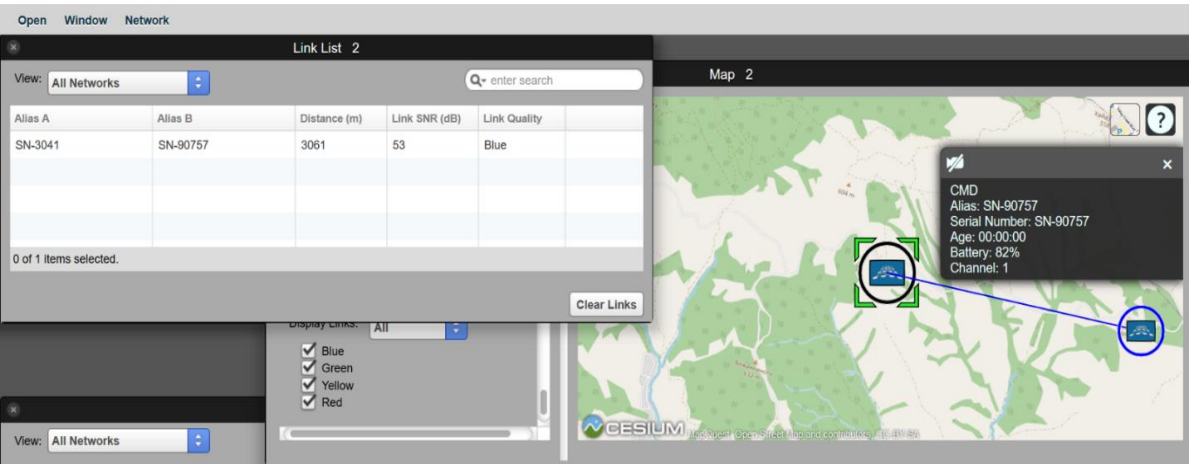 Open Window Network
Link List 2
View: All Networks
enter search
Alias A Alias B Distance (m) Link SNR (dB) Link Quality
SN-3041 SN-90757 3061 53 Blue
0 of 1 items selected.
Clear Links
Display Links: All
Blue
Green
Yellow
Red
View: All Networks
Map 2
?
CMD
Alias: SN-90757
Serial Number: SN-90757
Age: 00:00:00
Battery: 82%
Channel: 1
CESIUM